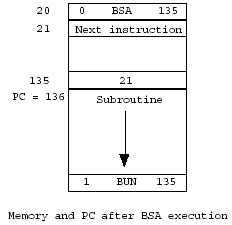 20 0 BSA 135
21 Next instruction
135 21
PC = 136 Subroutine
1 BUN 135
Memory and PC after BSA execution